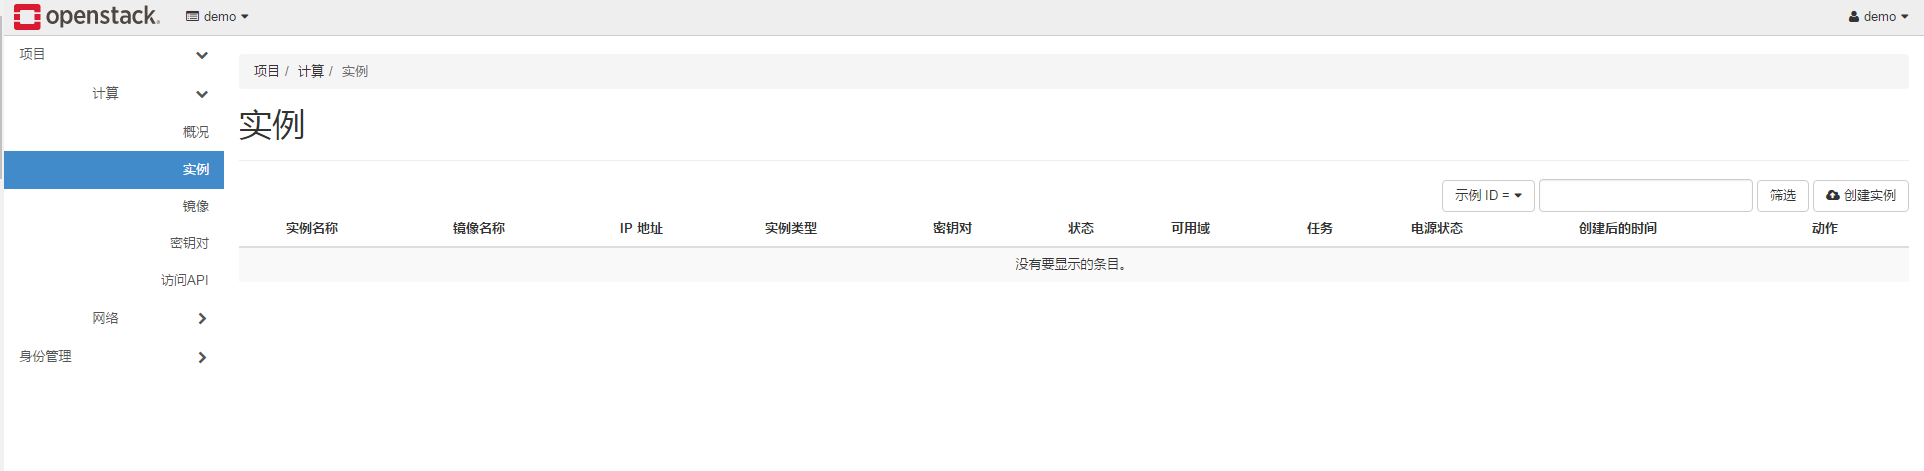 openstack. demo demo
项目
计算
概况
实例
镜像
密钥对
访问API
网络
身份管理
项目 / 计算 / 实例
实例
示例 ID = 筛选 创建实例
实例名称 镜像名称 IP 地址 实例类型 密钥对 状态 可用域 任务 电源状态 创建后的时间 动作
没有要显示的条目。